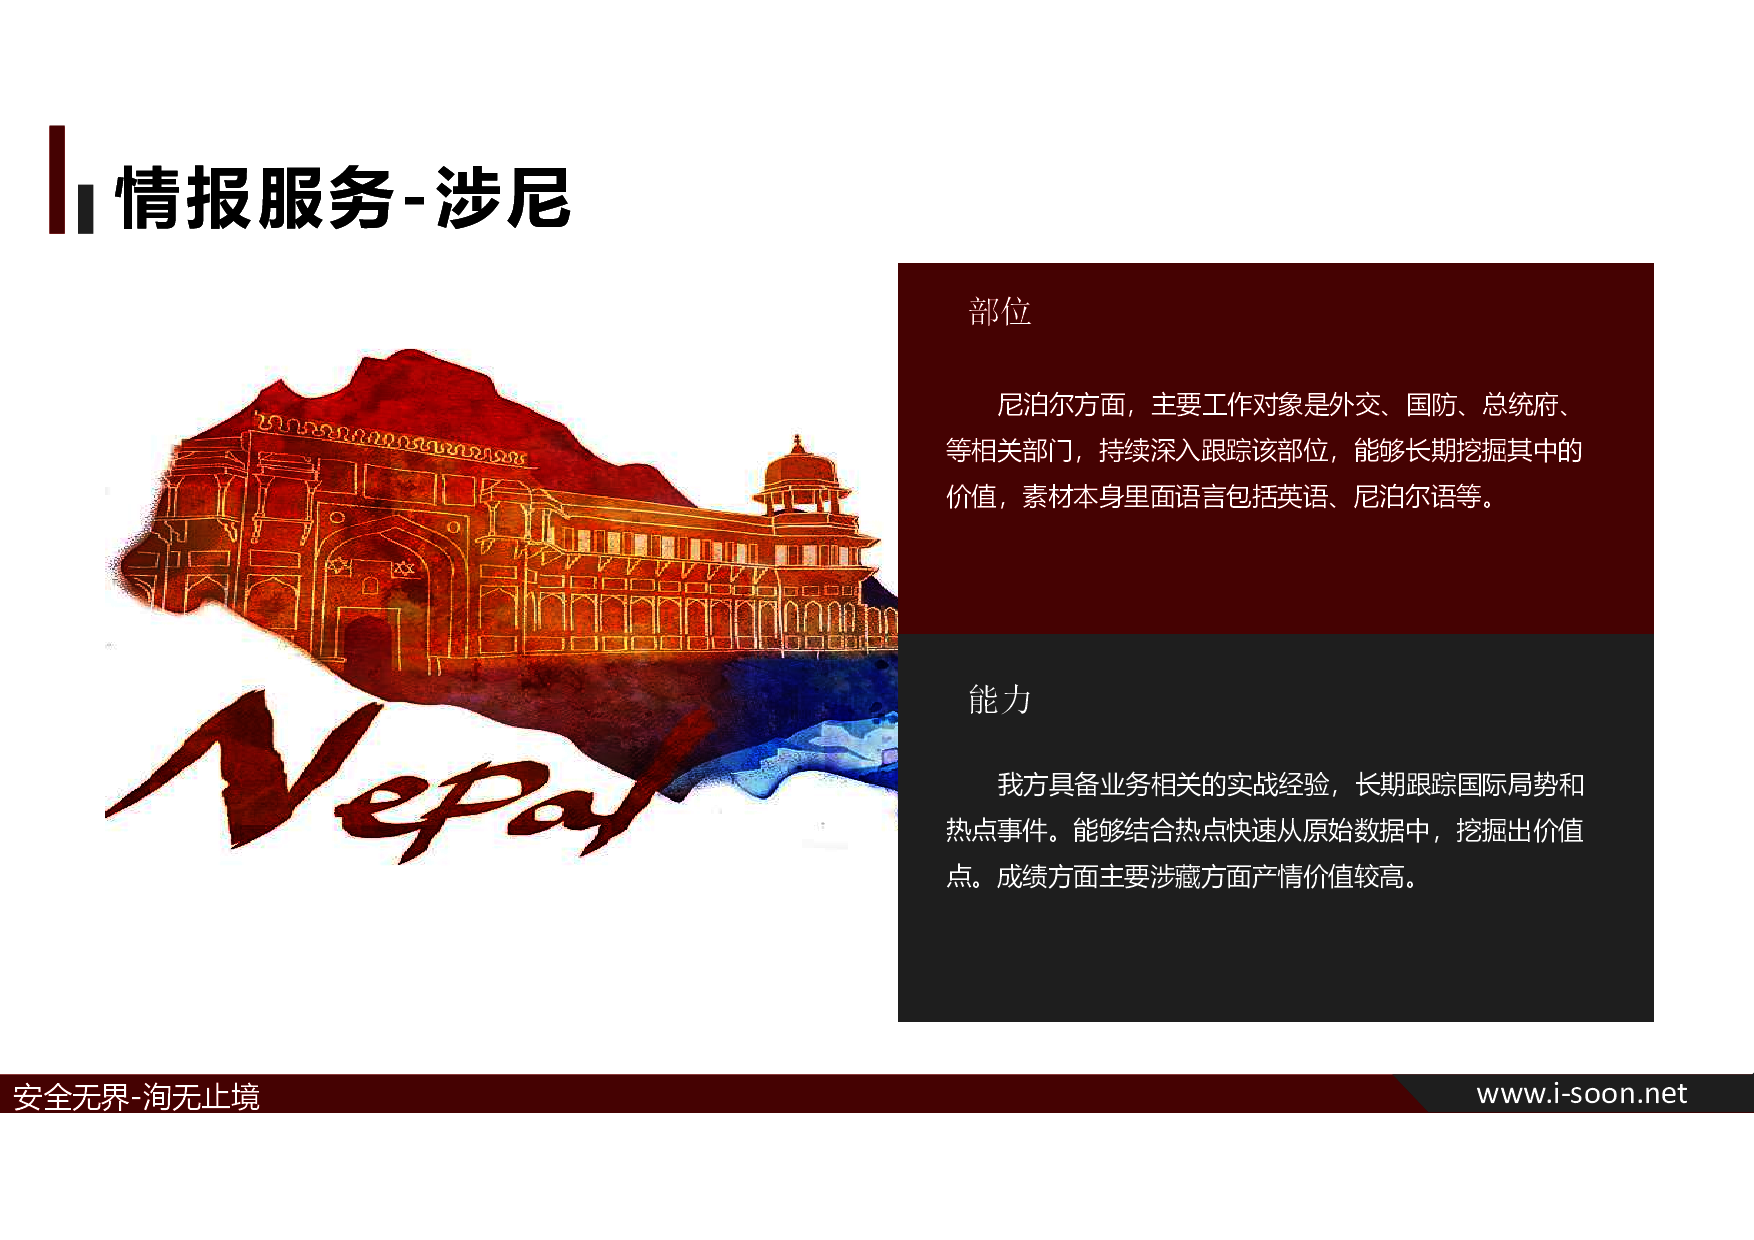 情报服务-涉尼
部位
尼泊尔方面，主要工作对象是外交、国防、总统府、
等相关部门，持续深入跟踪该部位，能够长期挖掘其中的
价值，素材本身里面语言包括英语、尼泊尔语等。
Nepal
能力
我方具备业务相关的实战经验，长期跟踪国际局势和
热点事件。能够结合热点快速从原始数据中，挖掘出价值
点。成绩方面主要涉藏方面产情价值较高。
安全无界-洵无止境
www.i-soon.net